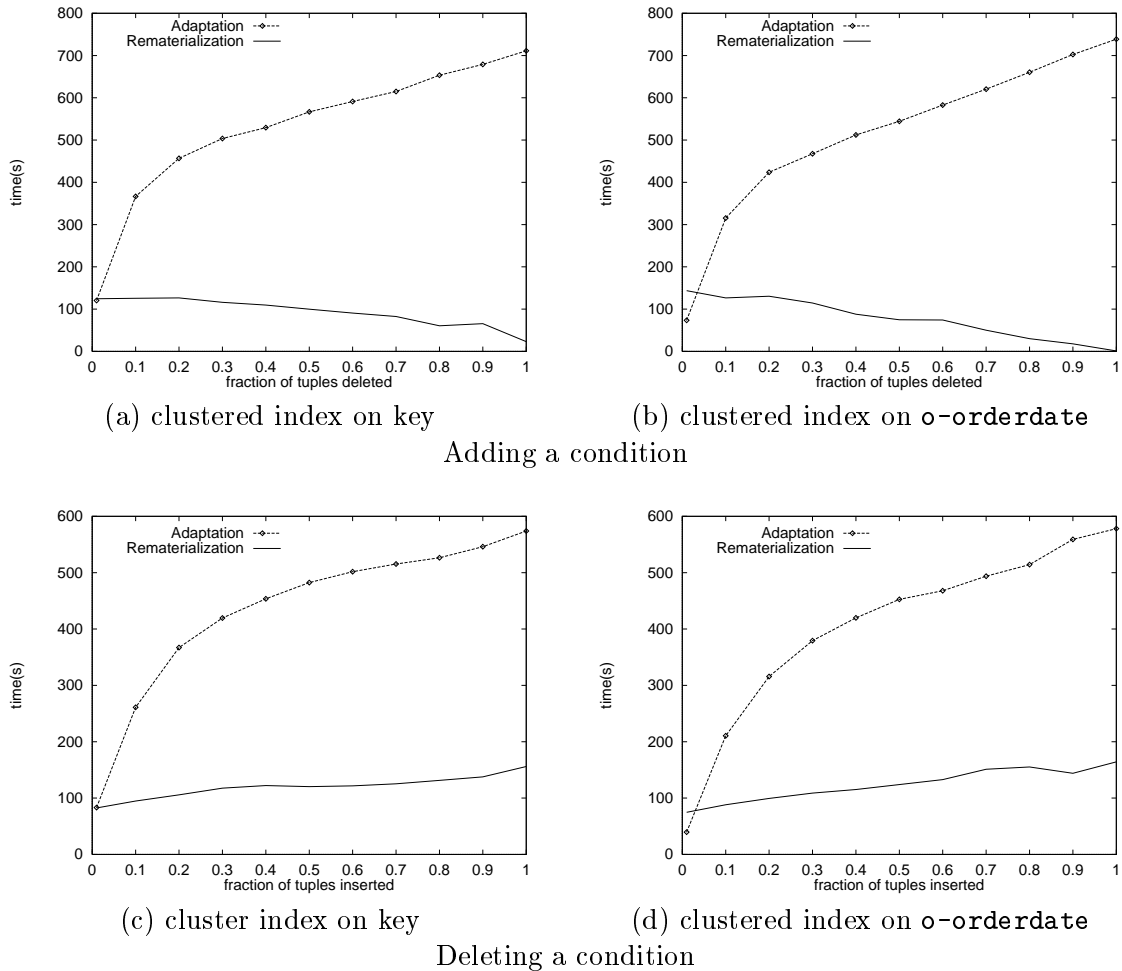 800
700
600
500
400
300
200
100
0
time(s)
Adaptation
Rematerialization
0 0.1 0.2 0.3 0.4 0.5 0.6 0.7 0.8 0.9 1
fraction of tuples deleted
(a) clustered index on key
800
700
600
500
400
300
200
100
0
time(s)
Adaptation
Rematerialization
0 0.1 0.2 0.3 0.4 0.5 0.6 0.7 0.8 0.9 1
fraction of tuples deleted
(b) clustered index on o-orderdate
Adding a condition
600
500
400
300
200
100
0
time(s)
Adaptation
Rematerialization
0 0.1 0.2 0.3 0.4 0.5 0.6 0.7 0.8 0.9 1
fraction of tuples inserted
(c) cluster index on key
600
500
400
300
200
100
0
time(s)
Adaptation
Rematerialization
0 0.1 0.2 0.3 0.4 0.5 0.6 0.7 0.8 0.9 1
fraction of tuples inserted
(d) clustered index on o-orderdate
Deleting a condition